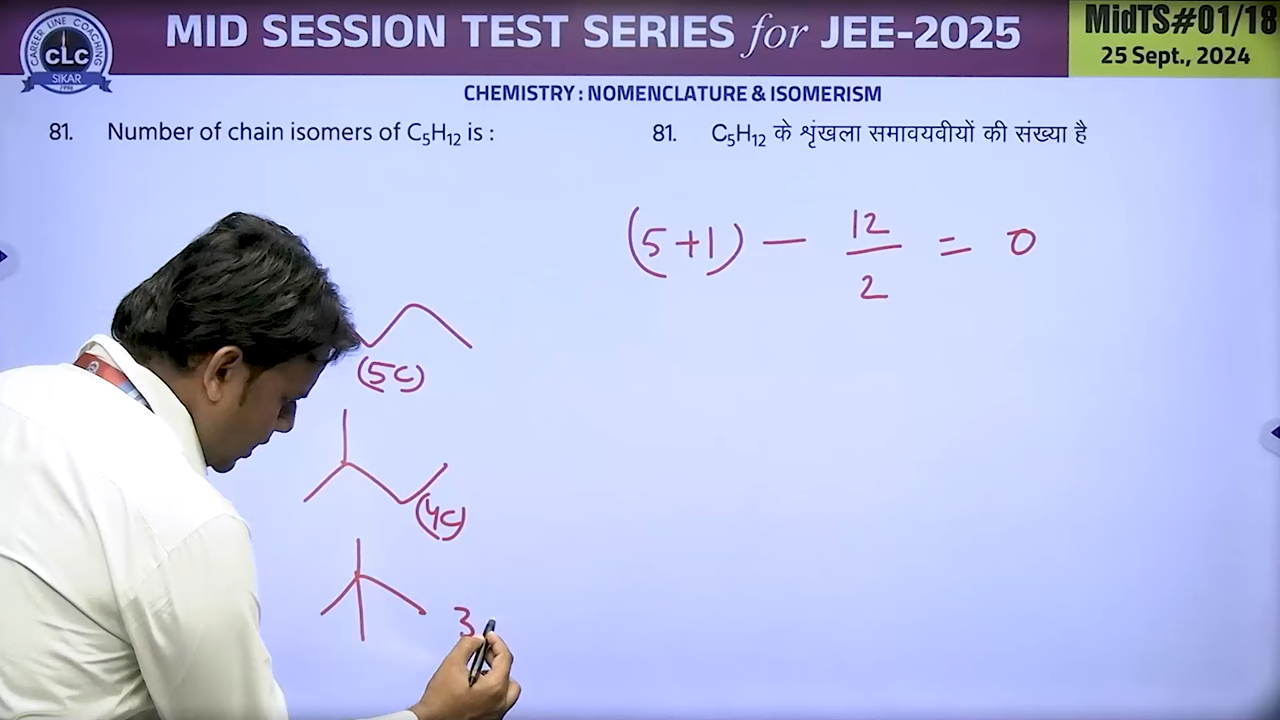 MID SESSION TEST SERIES for JEE-2025
MidTS#01/18
25 Sept., 2024
CAREER LINE COACHING
CLC
SIKAR
1996
CHEMISTRY : NOMENCLATURE & ISOMERISM
81. Number of chain isomers of C₅H₁₂ is :
81. C₅H₁₂ के शृंखला समावयवीयों की संख्या है
(5+1) — 12/2 = 0
(5C)
(4C)
3